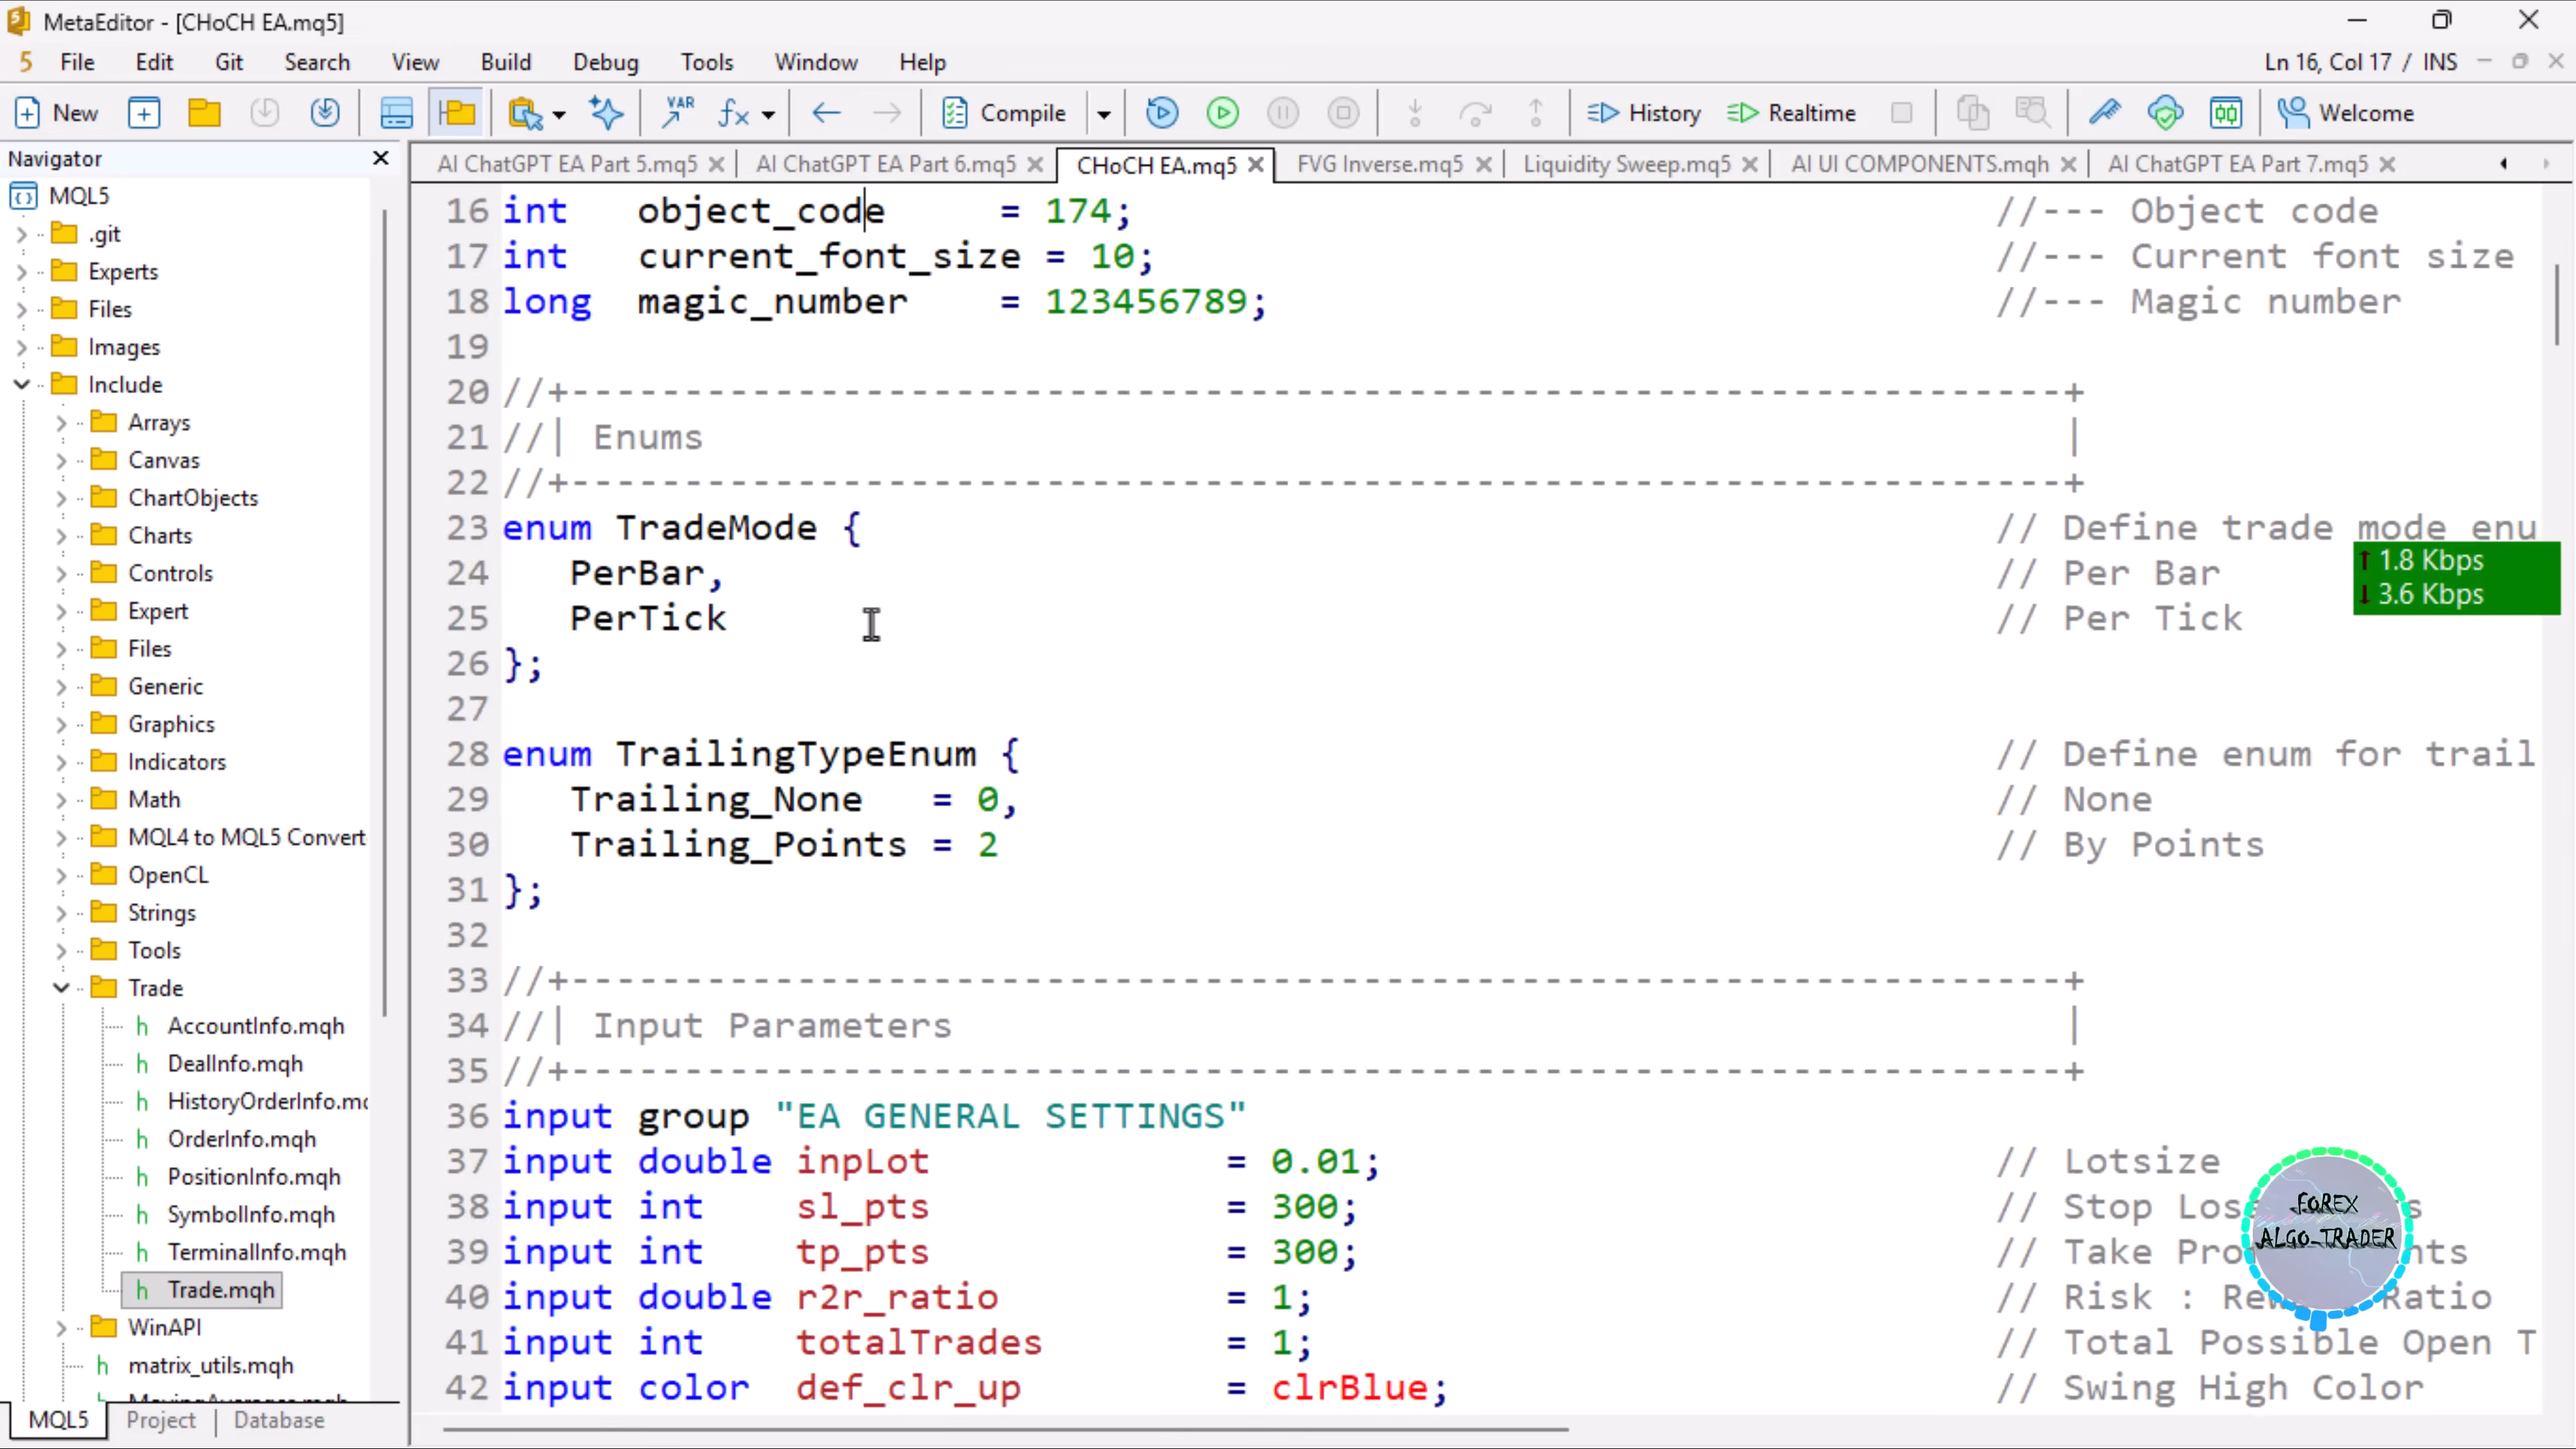 MetaEditor - [CHoCH EA.mq5]
5 File Edit Git Search View Build Debug Tools Window Help Ln 16, Col 17 / INS
New VAR fx Compile History Realtime Welcome
Navigator
AI ChatGPT EA Part 5.mq5 AI ChatGPT EA Part 6.mq5 CHoCH EA.mq5 FVG Inverse.mq5 Liquidity Sweep.mq5 AI UI COMPONENTS.mqh AI ChatGPT EA Part 7.mq5
MQL5
.git
Experts
Files
Images
Include
Arrays
Canvas
ChartObjects
Charts
Controls
Expert
Files
Generic
Graphics
Indicators
Math
MQL4 to MQL5 Convert
OpenCL
Strings
Tools
Trade
h AccountInfo.mqh
h DealInfo.mqh
h HistoryOrderInfo.mq
h OrderInfo.mqh
h PositionInfo.mqh
h SymbolInfo.mqh
h TerminalInfo.mqh
h Trade.mqh
WinAPI
h matrix_utils.mqh
MQL5 Project Database
16 int object_code = 174; //--- Object code
17 int current_font_size = 10; //--- Current font size
18 long magic_number = 123456789; //--- Magic number
19
20 //+------------------------------------------------------------------+
21 //| Enums |
22 //+------------------------------------------------------------------+
23 enum TradeMode { // Define trade mode enu
24 PerBar, // Per Bar
25 PerTick // Per Tick
26 };
27
28 enum TrailingTypeEnum { // Define enum for trail
29 Trailing_None = 0, // None
30 Trailing_Points = 2 // By Points
31 };
32
33 //+------------------------------------------------------------------+
34 //| Input Parameters |
35 //+------------------------------------------------------------------+
36 input group "EA GENERAL SETTINGS"
37 input double inpLot = 0.01; // Lotsize
38 input int sl_pts = 300; // Stop
39 input int tp_pts = 300; // Take
40 input double r2r_ratio = 1; // Risk : Ratio
41 input int totalTrades = 1; // Total Possible Open T
42 input color def_clr_up = clrBlue; // Swing High Color
↑ 1.8 Kbps
↓ 3.6 Kbps
FOREX
ALGO-TRADER